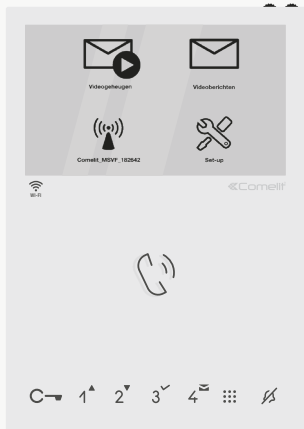 Videogeheugen
Videoberichten
Comelit_MSVF_182642
Set-up
WI-FI
Comelit
1
2
3
4